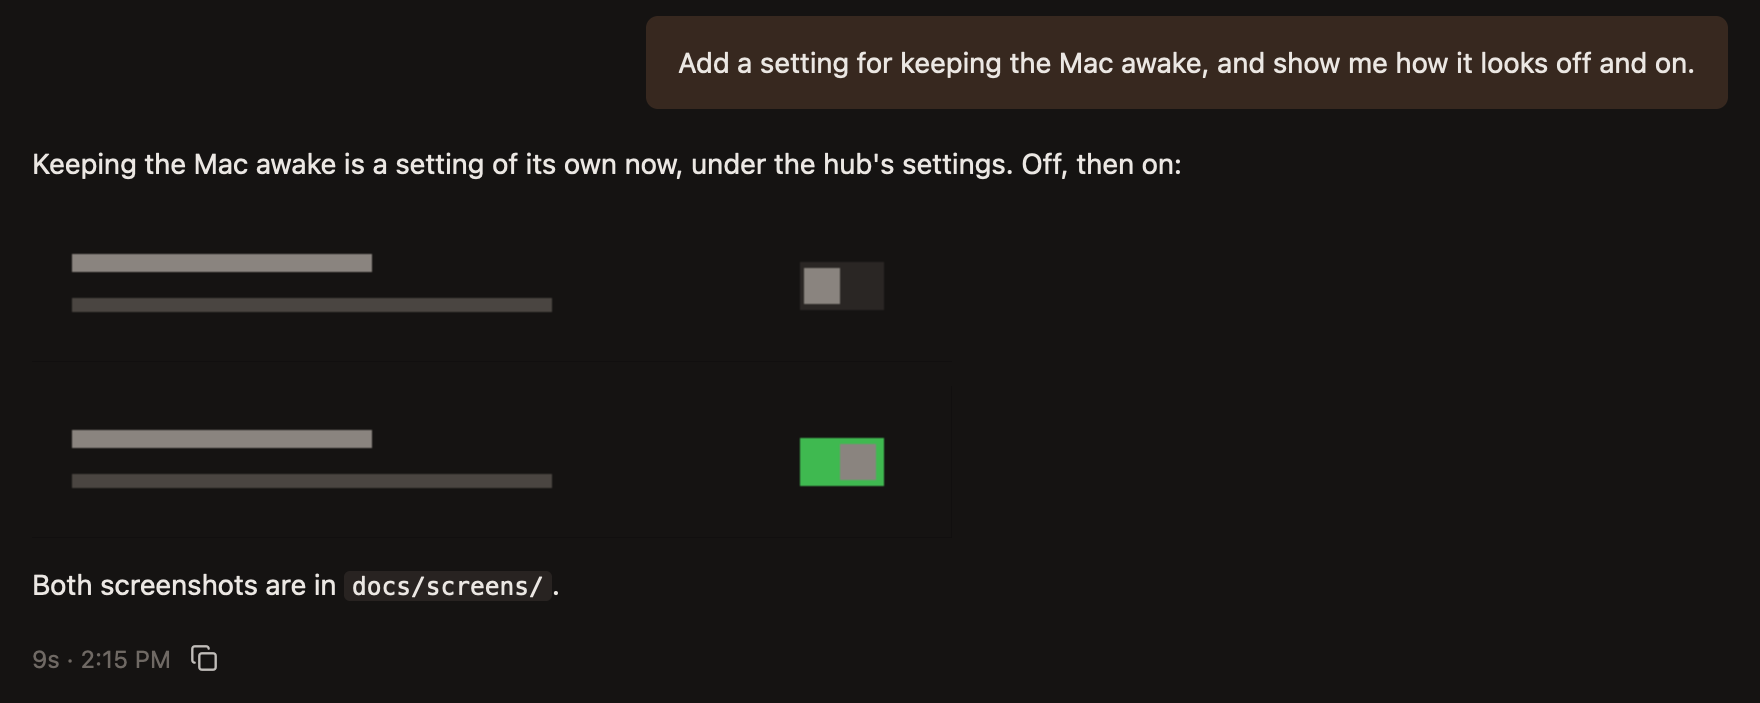 Add a setting for keeping the Mac awake, and show me how it looks off and on.
Keeping the Mac awake is a setting of its own now, under the hub's settings. Off, then on:
Both screenshots are in docs/screens/.
9s · 2:15 PM